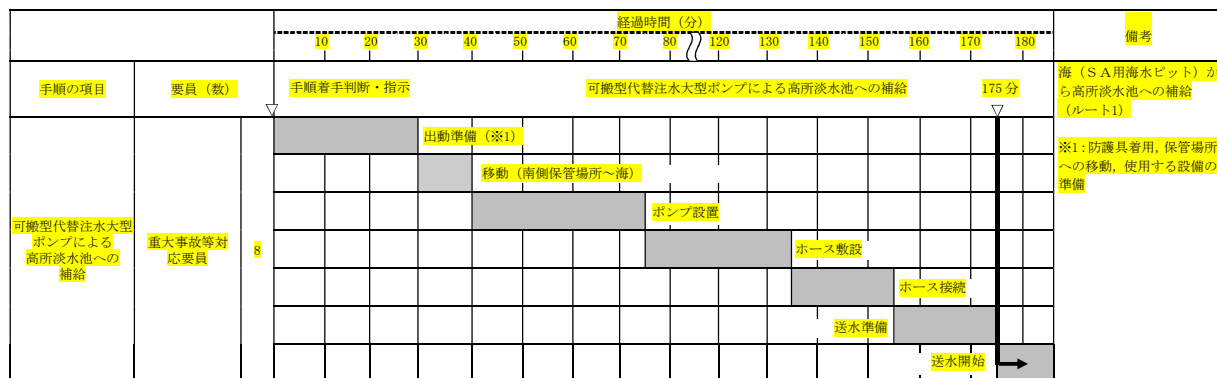 経過時間（分）
備考
10 20 30 40 50 60 70 80 120 130 140 150 160 170 180
手順の項目
要員（数）
手順着手判断・指示
可搬型代替注水大型ポンプによる高所淡水池への補給
175 分
海（ＳＡ用海水ピット）か
ら高所淡水池への補給
（ルート1）
出動準備（※1）
※1：防護具着用，保管場所
への移動，使用する設備の
準備
移動（南側保管場所～海）
ポンプ設置
可搬型代替注水大型
ポンプによる
高所淡水池への
補給
重大事故等対
応要員
8
ホース敷設
ホース接続
送水準備
送水開始